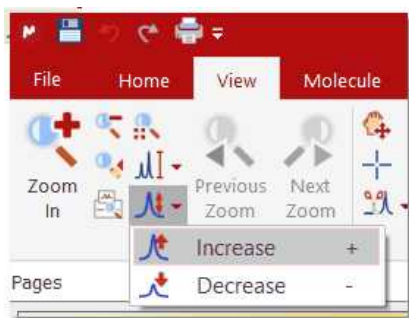 File Home View Molecule
Zoom In
Previous Zoom
Next Zoom
Increase +
Decrease -
Pages